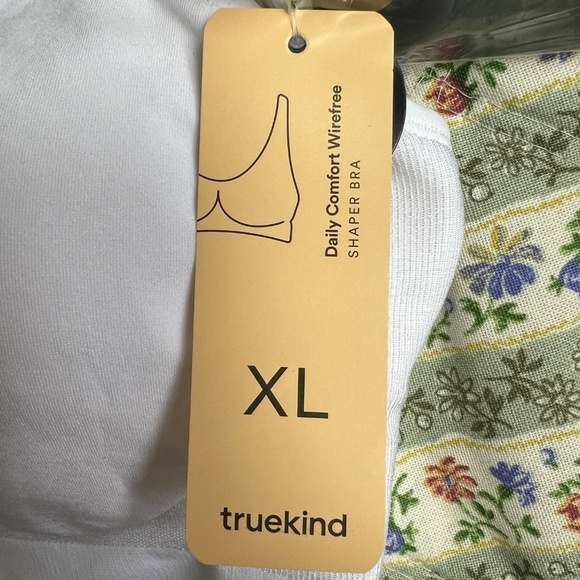 Daily Comfort Wirefree
SHAPER BRA
XL
truekind